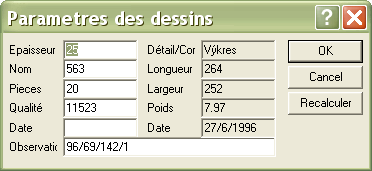 Parametres des dessins
Epaisseur 25 Détail/Cor Výkres OK
Nom 563 Longueur 264 Cancel
Pieces 20 Largeur 252 Recalculer
Qualité 11523 Poids 7.97
Date Date 27/6/1996
Observatio 96/69/142/1